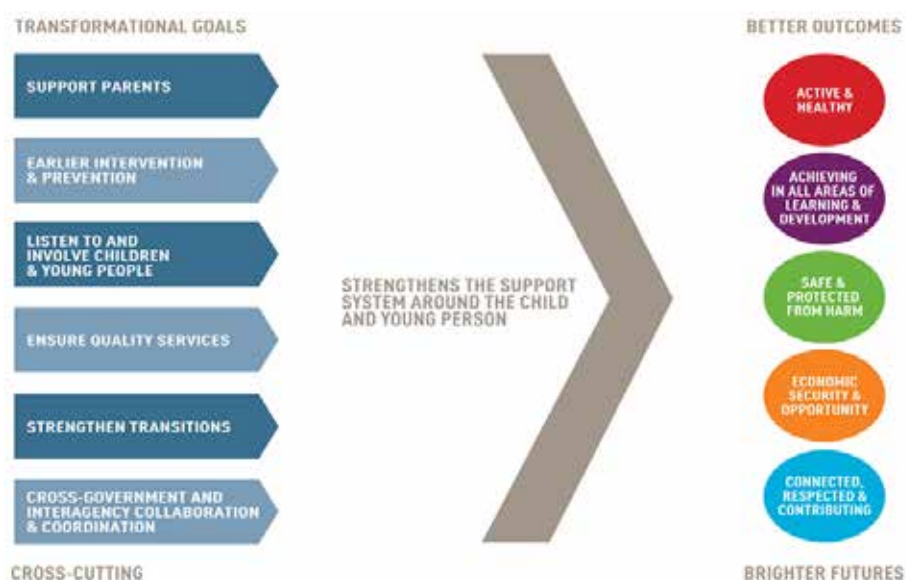 TRANSFORMATIONAL GOALS
SUPPORT PARENTS
EARLIER INTERVENTION
& PREVENTION
LISTEN TO AND
INVOLVE CHILDREN
& YOUNG PEOPLE
ENSURE QUALITY SERVICES
STRENGTHEN TRANSITIONS
CROSS-GOVERNMENT AND
INTERAGENCY COLLABORATION
& COORDINATION
CROSS-CUTTING
STRENGTHENS THE SUPPORT
SYSTEM AROUND THE CHILD
AND YOUNG PERSON
BETTER OUTCOMES
ACTIVE &
HEALTHY
ACHIEVING
IN ALL AREAS OF
LEARNING &
DEVELOPMENT
SAFE &
PROTECTED
FROM HARM
ECONOMIC
SECURITY &
OPPORTUNITY
CONNECTED,
RESPECTED &
CONTRIBUTING
BRIGHTER FUTURES